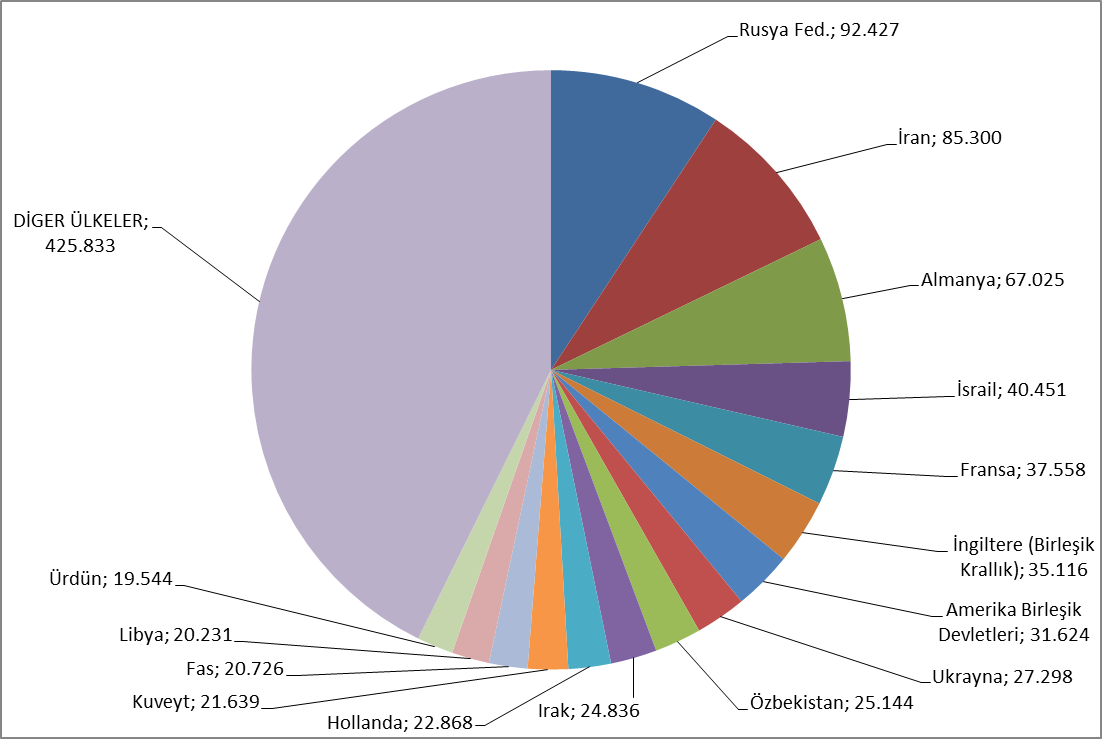 Rusya Fed.; 92.427
İran; 85.300
Almanya; 67.025
İsrail; 40.451
Fransa; 37.558
İngiltere (Birleşik
Krallık); 35.116
Amerika Birleşik
Devletleri; 31.624
Ukrayna; 27.298
Özbekistan; 25.144
Irak; 24.836
Hollanda; 22.868
Kuveyt; 21.639
Fas; 20.726
Libya; 20.231
Ürdün; 19.544
DİGER ÜLKELER;
425.833